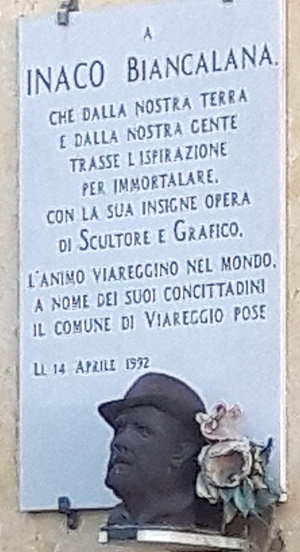 A
INACO BIANCALANA.
CHE DALLA NOSTRA TERRA
E DALLA NOSTRA GENTE
TRASSE L'ISPIRAZIONE
PER IMMORTALARE,
CON LA SUA INSIGNE OPERA
DI SCULTORE E GRAFICO,
L'ANIMO VIAREGGINO NEL MONDO,
A NOME DEI SUOI CONCITTADINI
IL COMUNE DI VIAREGGIO POSE
LI 14 APRILE 1992